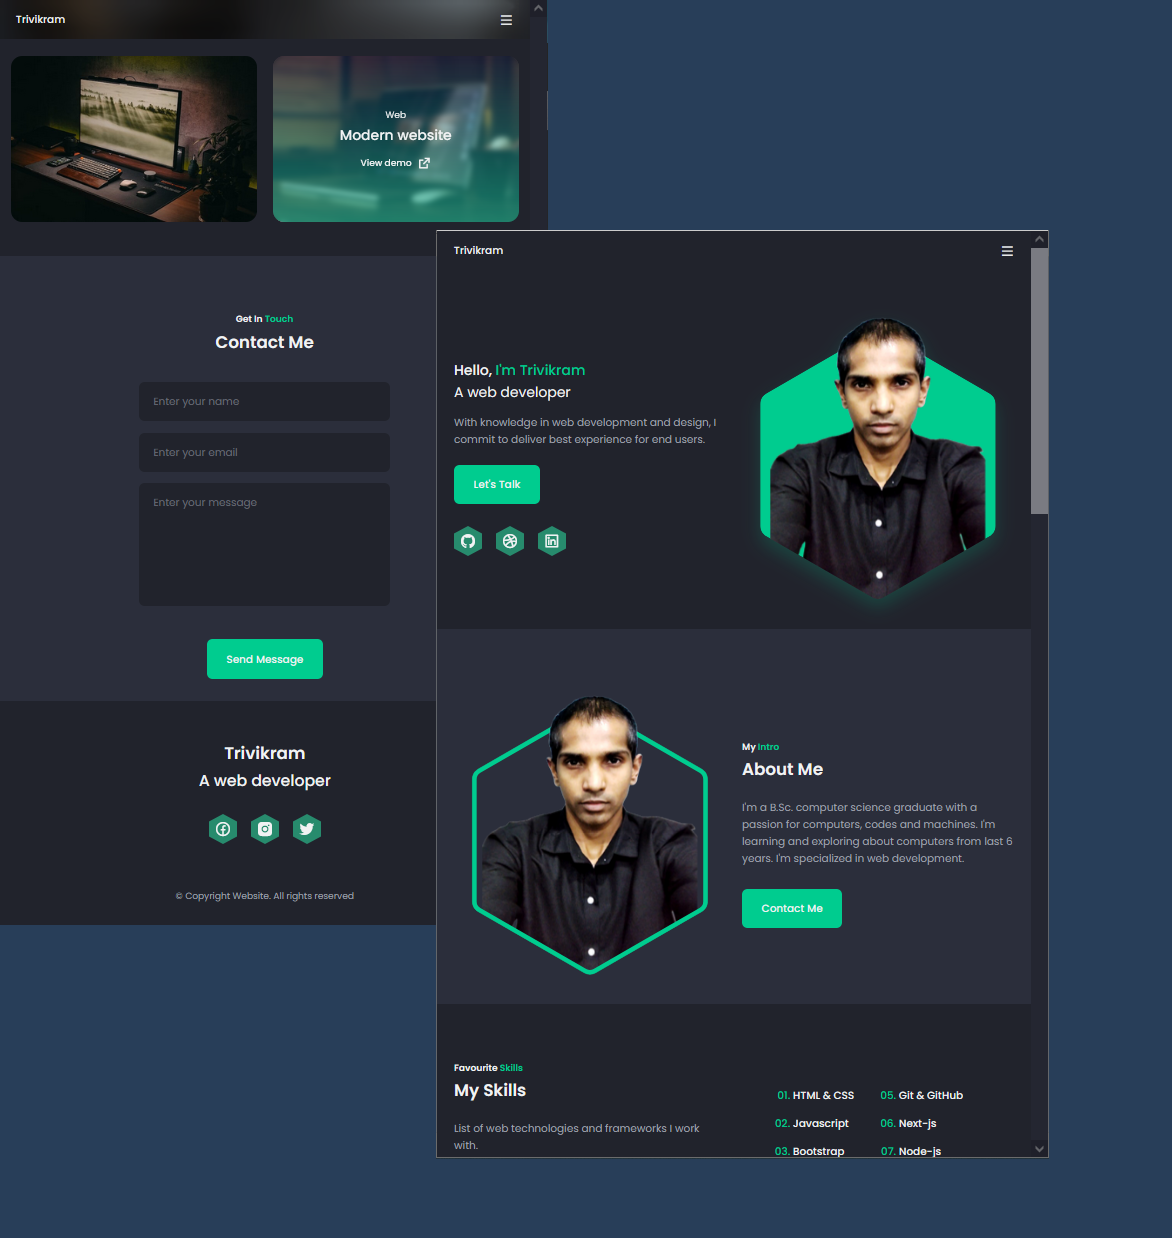 Trivikram
Web
Modern website
View demo
Get In Touch
Contact Me
Enter your name
Enter your email
Enter your message
Send Message
Trivikram
A web developer
© Copyright Website. All rights reserved
Trivikram
Hello, I'm Trivikram
A web developer
With knowledge in web development and design, I
commit to deliver best experience for end users.
Let's Talk
My Intro
About Me
I'm a B.Sc. computer science graduate with a
passion for computers, codes and machines. I'm
learning and exploring about computers from last 6
years. I'm specialized in web development.
Contact Me
Favourite Skills
My Skills
List of web technologies and frameworks I work
with.
01. HTML & CSS
02. Javascript
03. Bootstrap
05. Git & GitHub
06. Next-js
07. Node-js